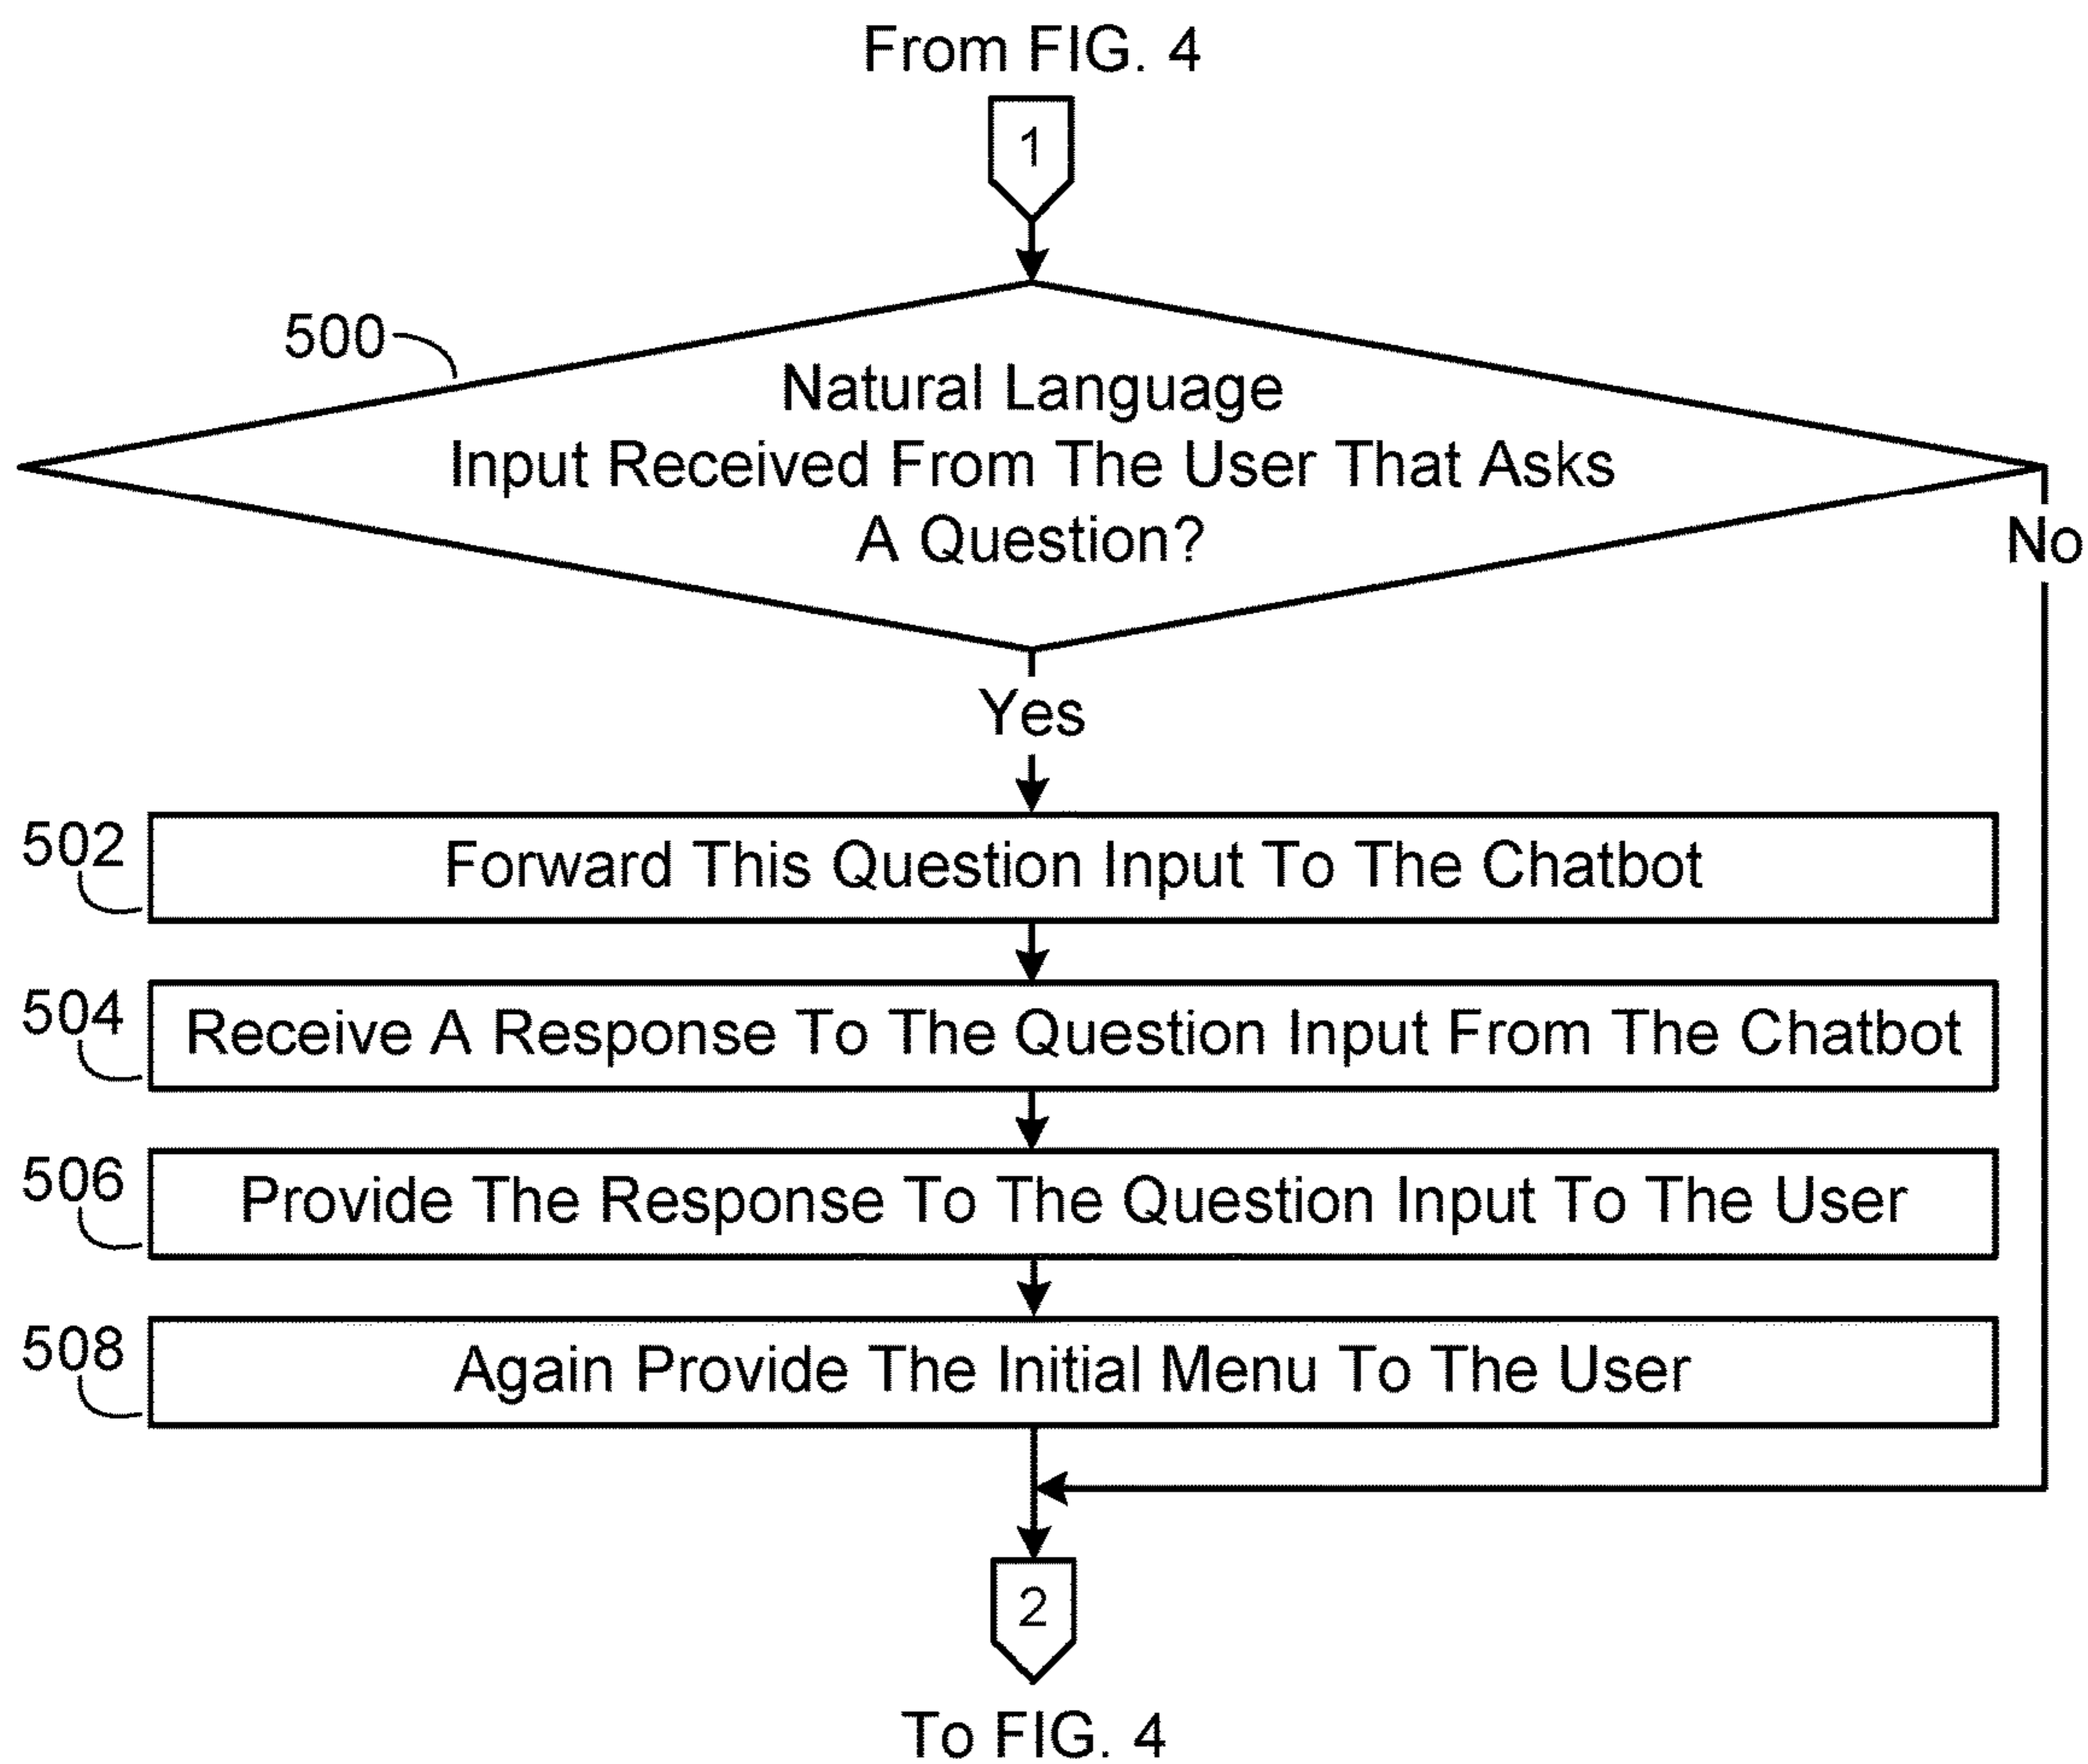 From FIG. 4
1
500
Natural Language
Input Received From The User That Asks
A Question?
No
Yes
502
Forward This Question Input To The Chatbot
504
Receive A Response To The Question Input From The Chatbot
506
Provide The Response To The Question Input To The User
508
Again Provide The Initial Menu To The User
2
To FIG. 4